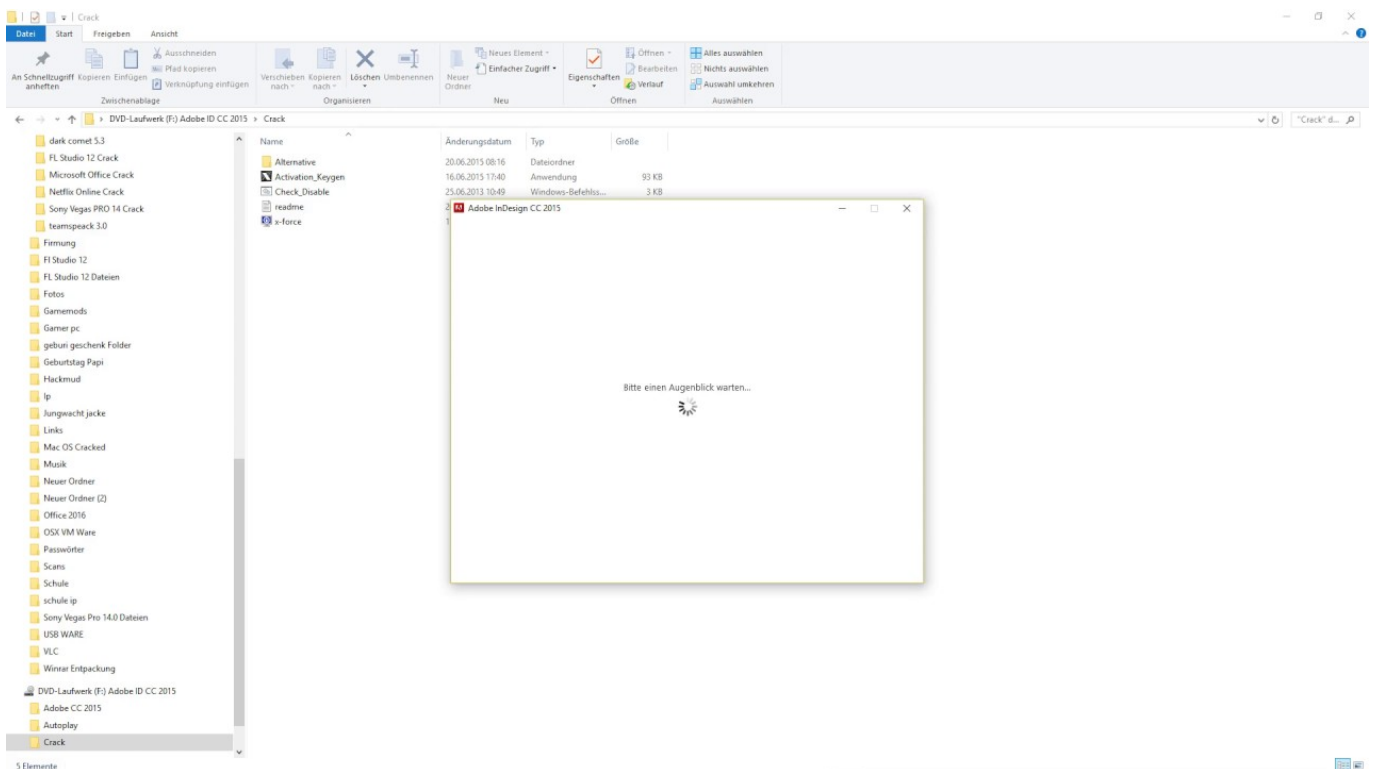 Crack
Datei Start Freigeben Ansicht
An Schnellzugriff anheften
Kopieren
Einfügen
Ausschneiden
Pfad kopieren
Verknüpfung einfügen
Zwischenablage
Verschieben nach
Kopieren nach
Löschen
Umbenennen
Organisieren
Neuer Ordner
Neues Element
Einfacher Zugriff
Neu
Eigenschaften
Öffnen
Bearbeiten
Verlauf
Öffnen
Alles auswählen
Nichts auswählen
Auswahl umkehren
Auswählen
DVD-Laufwerk (F:) Adobe ID CC 2015 > Crack
"Crack" d...
dark comet 5.3
FL Studio 12 Crack
Microsoft Office Crack
Netflix Online Crack
Sony Vegas PRO 14 Crack
teamspeack 3.0
Firmung
Fl Studio 12
FL Studio 12 Dateien
Fotos
Gamemods
Gamer pc
geburi geschenk Folder
Geburtstag Papi
Hackmud
Ip
Jungwacht jacke
Links
Mac OS Cracked
Musik
Neuer Ordner
Neuer Ordner (2)
Office 2016
OSX VM Ware
Passwörter
Scans
Schule
schule ip
Sony Vegas Pro 14.0 Dateien
USB WARE
VLC
Winrar Entpackung
DVD-Laufwerk (F:) Adobe ID CC 2015
Adobe CC 2015
Autoplay
Crack
5 Elemente
Name Änderungsdatum Typ Größe
Alternative 20.06.2015 08:16 Dateiordner
Activation_Keygen 16.06.2015 17:40 Anwendung 93 KB
Check_Disable 25.06.2013 10:49 Windows-Befehlss... 3 KB
readme
x-force
Adobe InDesign CC 2015
Bitte einen Augenblick warten...